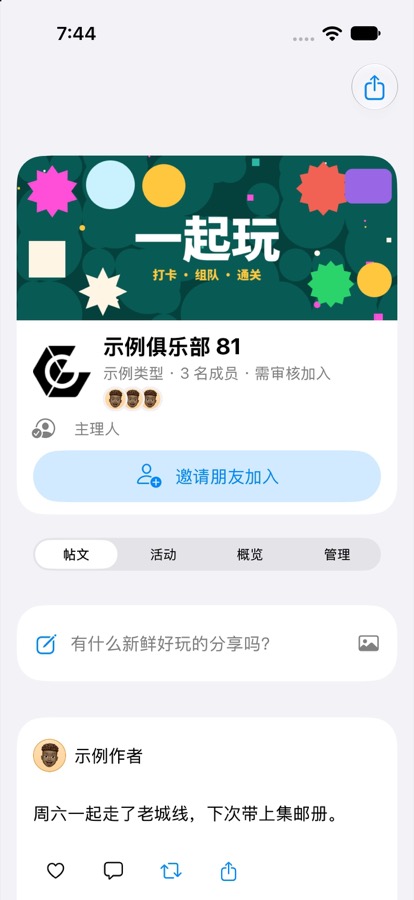 7:44
一起玩
打卡 • 组队 • 通关
示例俱乐部 81
示例类型 · 3 名成员 · 需审核加入
主理人
邀请朋友加入
帖文
活动
概览
管理
有什么新鲜好玩的分享吗?
示例作者
周六一起走了老城线，下次带上集邮册。